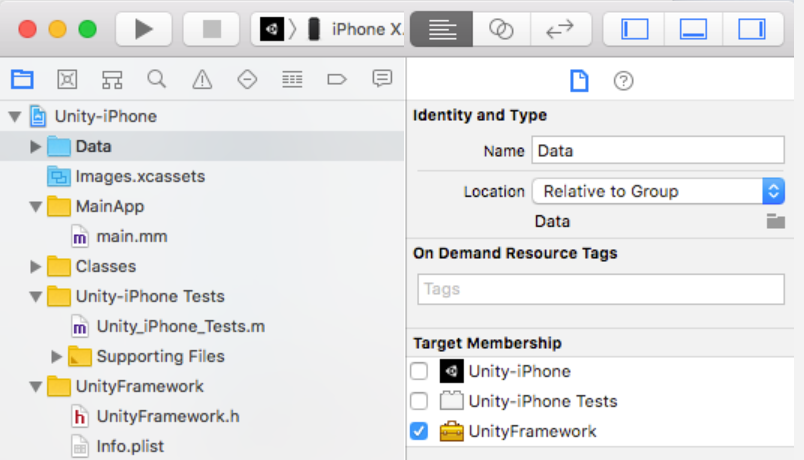 iPhone X.
Unity-iPhone
Data
Images.xcassets
MainApp
m main.mm
Classes
Unity-iPhone Tests
m Unity_iPhone_Tests.m
Supporting Files
UnityFramework
h UnityFramework.h
Info.plist
?
Identity and Type
Name Data
Location Relative to Group
Data
On Demand Resource Tags
Tags
Target Membership
Unity-iPhone
Unity-iPhone Tests
UnityFramework